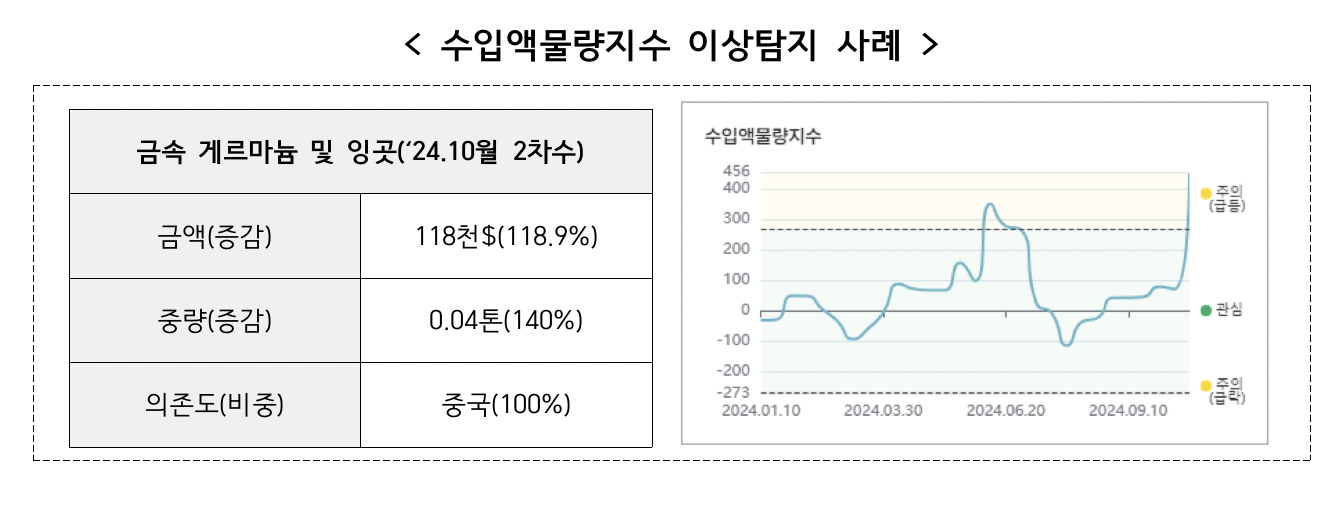 < 수입액물량지수 이상탐지 사례 >
금속 게르마늄 및 잉곳(‘24.10월 2차수)
금액(증감)
118천$(118.9%)
중량(증감)
0.04톤(140%)
의존도(비중)
중국(100%)
수입액물량지수
456
400
300
200
100
0
-100
-200
-273
2024.01.10
2024.03.30
2024.06.20
2024.09.10
주의
(급등)
관심
주의
(급락)